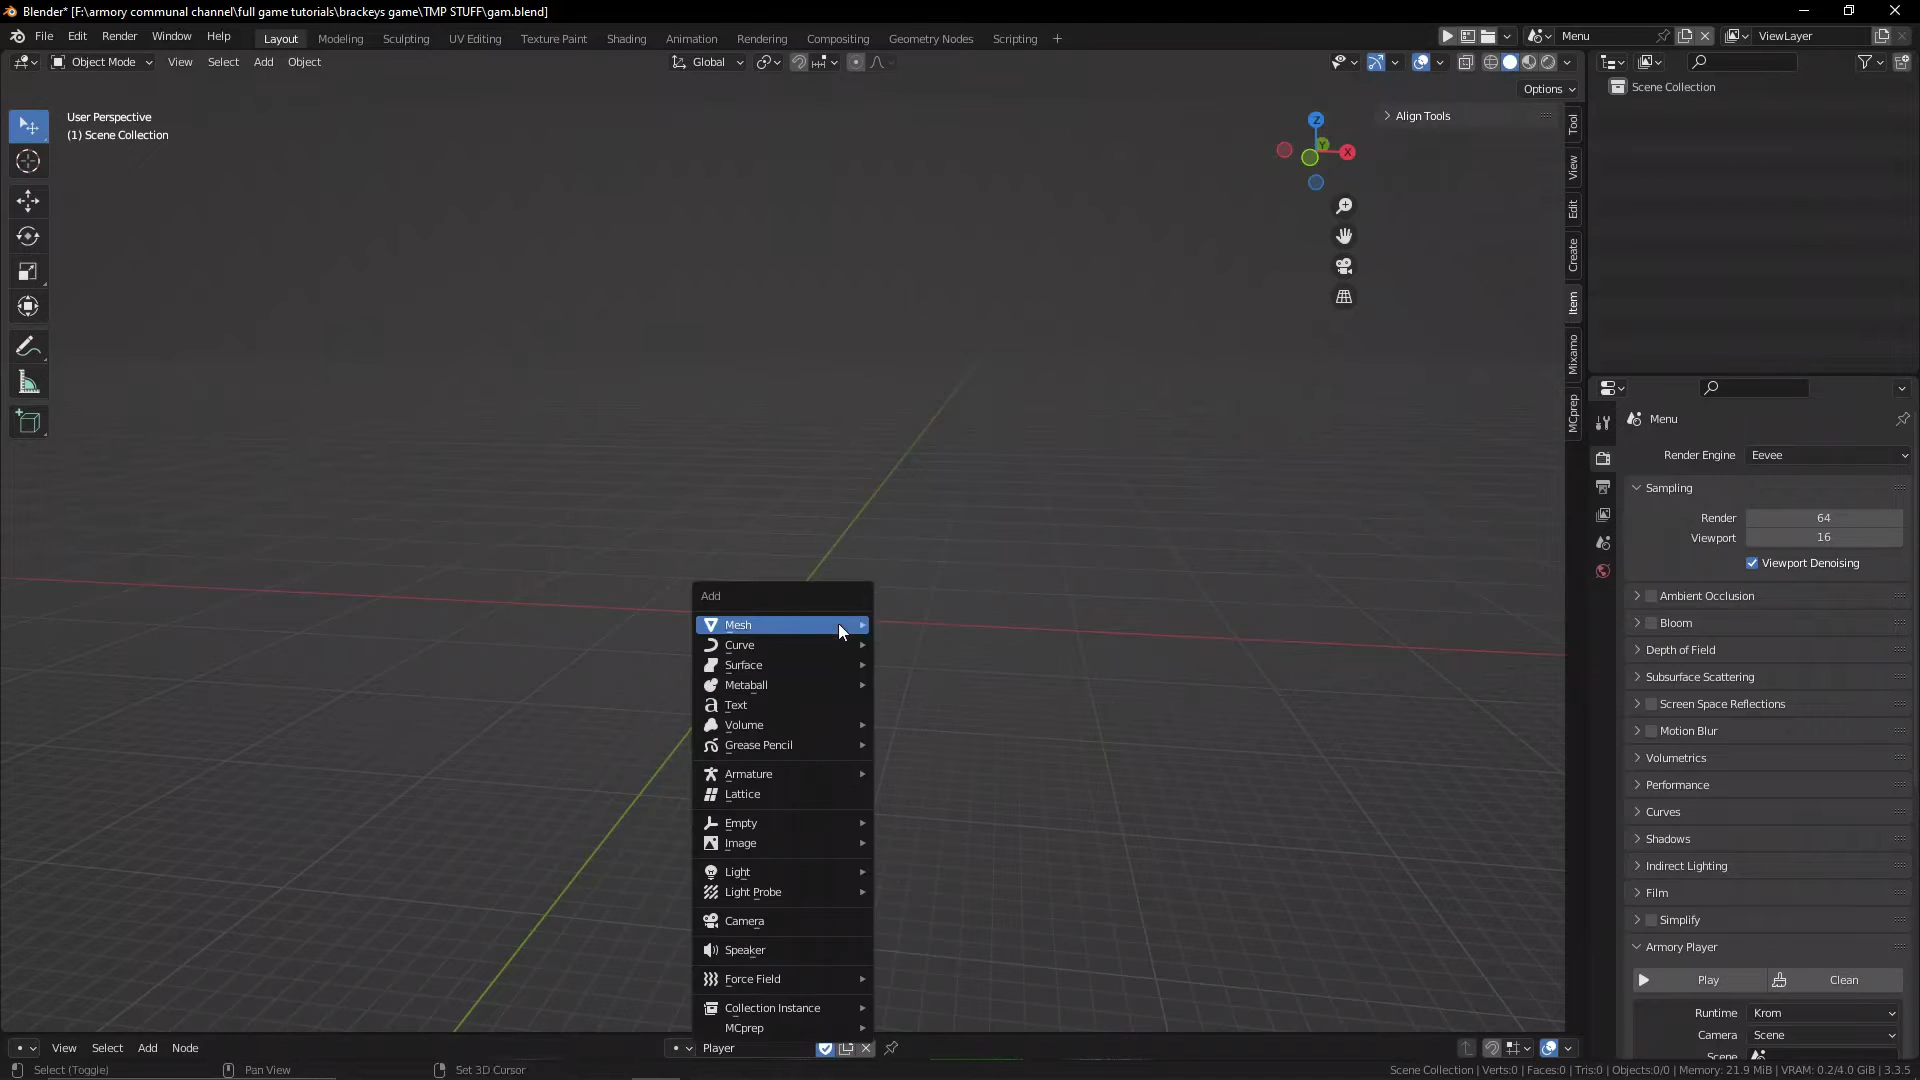 Blender* [F:\armory communal channel\full game tutorials\brackeys game\TMP STUFF\gam.blend]
File Edit Render Window Help Layout Modeling Sculpting UV Editing Texture Paint Shading Animation Rendering Compositing Geometry Nodes Scripting + Menu ViewLayer
Object Mode View Select Add Object Global
Options
User Perspective
(1) Scene Collection
Z
Y
X
Align Tools
Tool
View
Edit
Create
Item
Mixamo
MCprep
Scene Collection
Menu
Render Engine Eevee
Sampling
Render 64
Viewport 16
Viewport Denoising
Ambient Occlusion
Bloom
Depth of Field
Subsurface Scattering
Screen Space Reflections
Motion Blur
Volumetrics
Performance
Curves
Shadows
Indirect Lighting
Film
Simplify
Armory Player
Play Clean
Runtime Krom
Camera Scene
Scene
Add
Mesh
Curve
Surface
Metaball
Text
Volume
Grease Pencil
Armature
Lattice
Empty
Image
Light
Light Probe
Camera
Speaker
Force Field
Collection Instance
MCprep
View Select Add Node Player
Select (Toggle) Pan View Set 3D Cursor Scene Collection | Verts:0 | Faces:0 | Tris:0 | Objects:0/0 | Memory: 21.9 MiB | VRAM: 0.2/4.0 GiB | 3.3.5